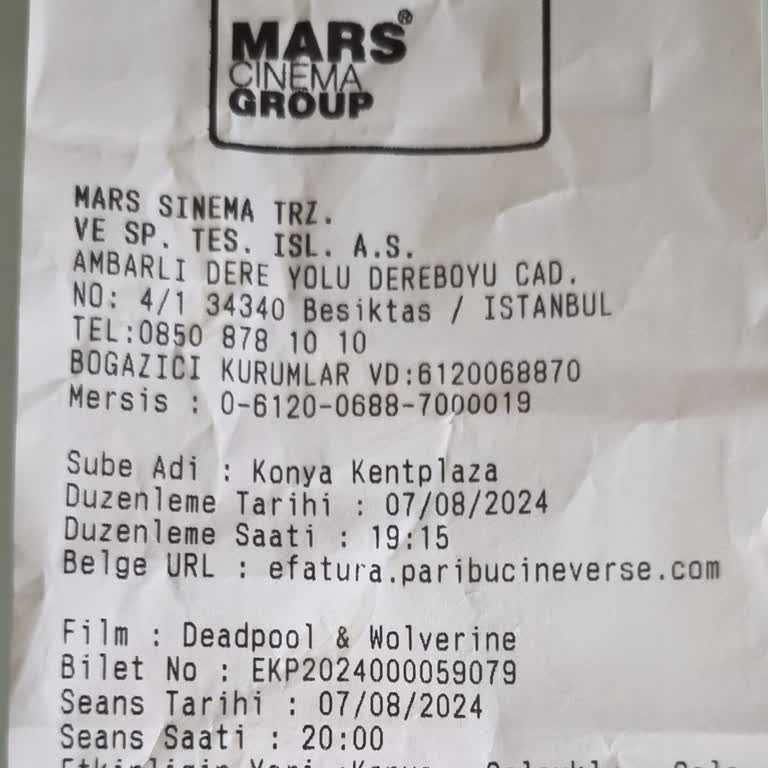 MARS®
CINEMA
GROUP
MARS SINEMA TRZ.
VE SP. TES. ISL. A.S.
AMBARLI DERE YOLU DEREBOYU CAD.
NO: 4/1 34340 Besiktas / ISTANBUL
TEL:0850 878 10 10
BOGAZICI KURUMLAR VD:6120068870
Mersis : 0-6120-0688-7000019
Sube Adi : Konya Kentplaza
Duzenleme Tarihi : 07/08/2024
Duzenleme Saati : 19:15
Belge URL : efatura.paribucineverse.com
Film : Deadpool & Wolverine
Bilet No : EKP2024000059079
Seans Tarihi : 07/08/2024
Seans Saati : 20:00